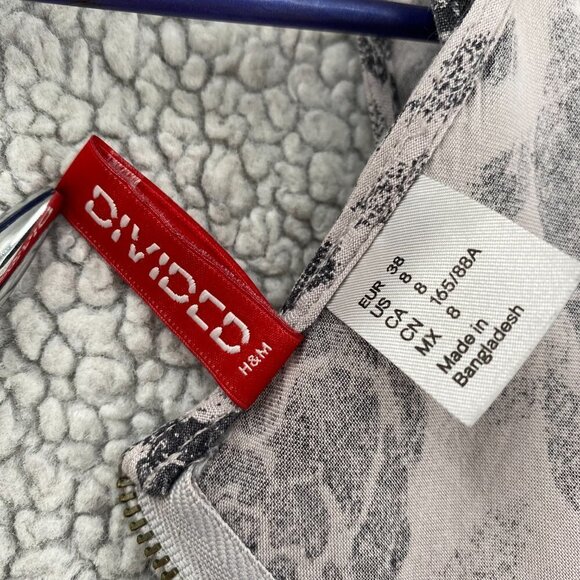 DIVIDED
H&M
EUR 38
US 8
CA 8
CN 165/88A
MX 8
Made in
Bangladesh